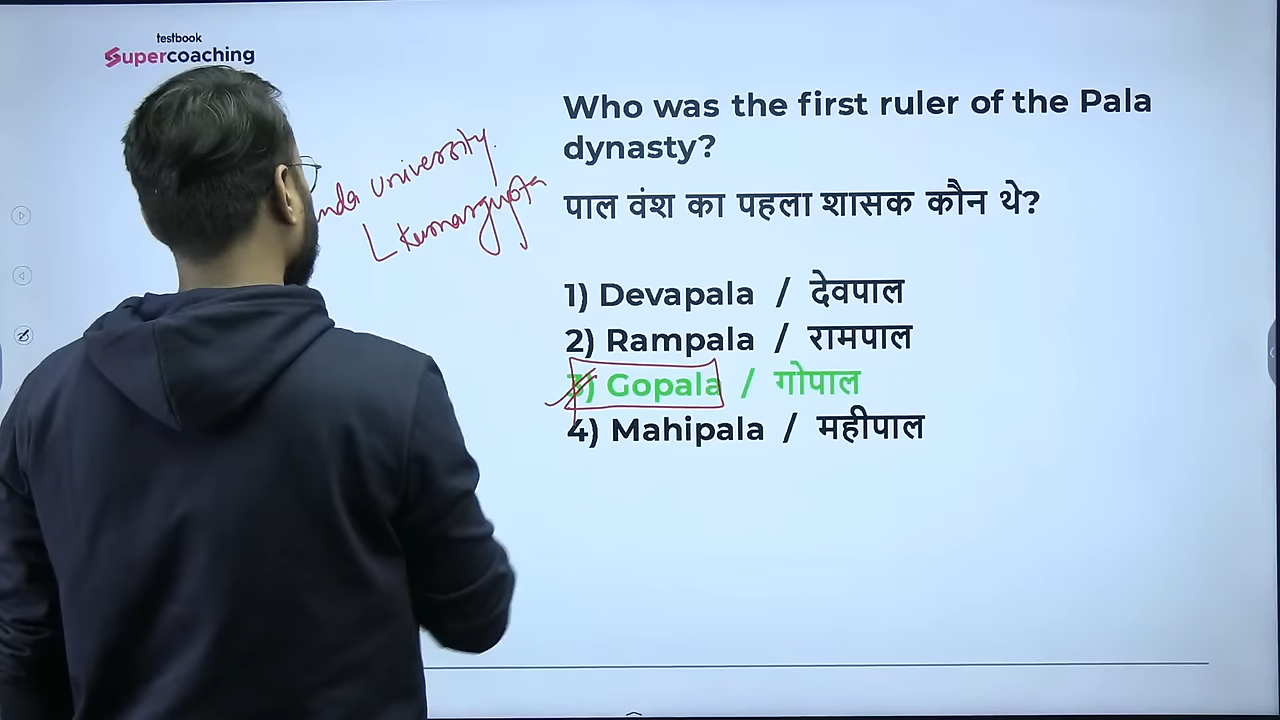 testbook
Supercoaching
university.
Kumargupta
Who was the first ruler of the Pala
dynasty?
पाल वंश का पहला शासक कौन थे?
1) Devapala / देवपाल
2) Rampala / रामपाल
3) Gopala / गोपाल
4) Mahipala / महीपाल